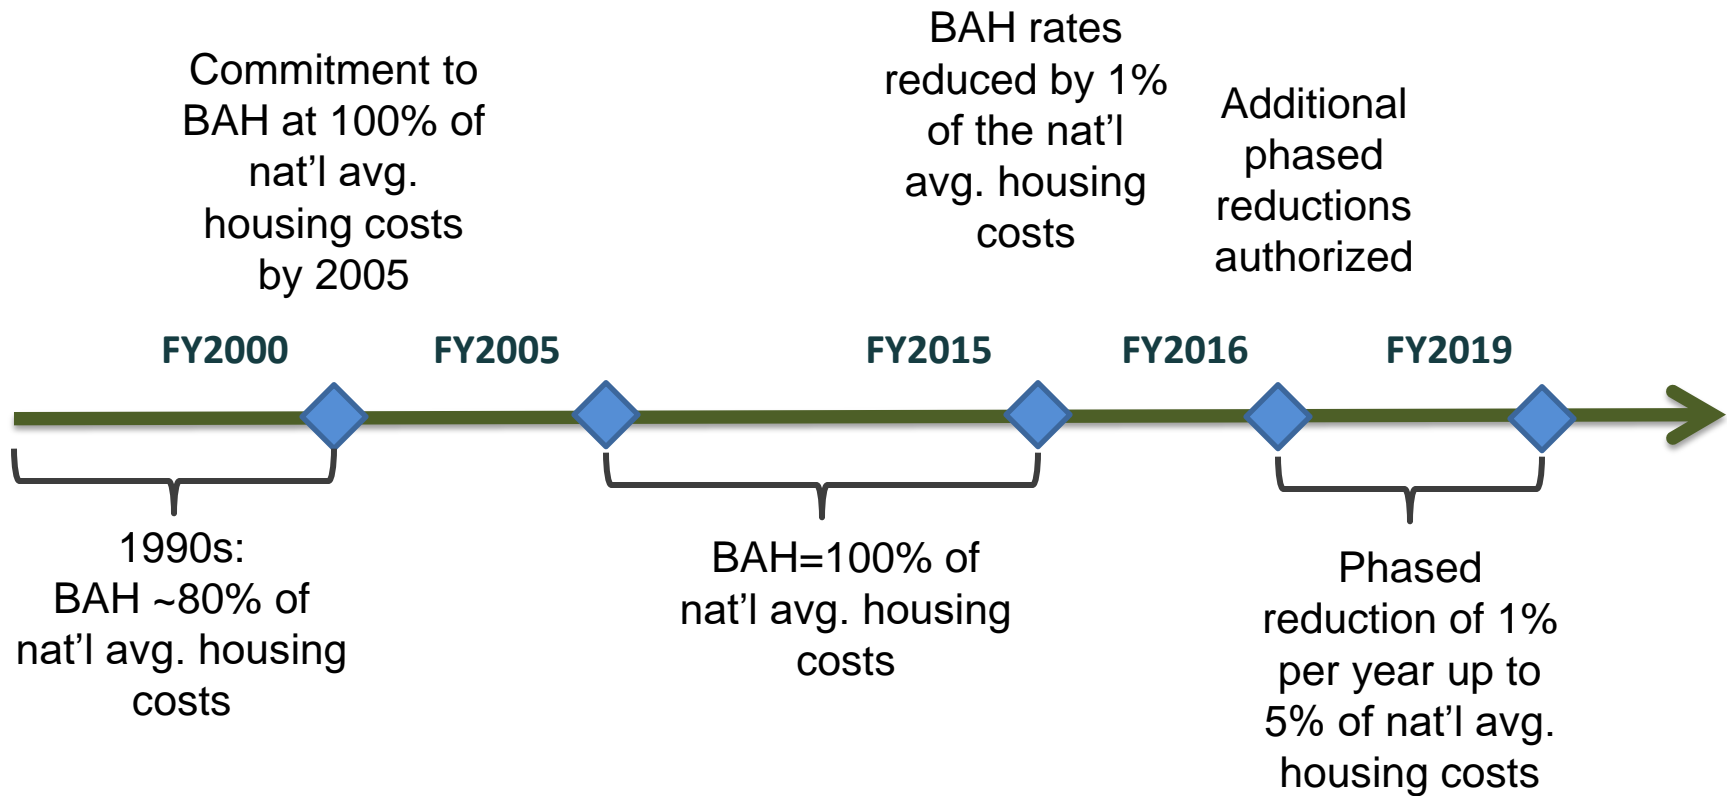 Commitment to
BAH at 100% of
nat’l avg.
housing costs
by 2005
BAH rates
reduced by 1%
of the nat’l
avg. housing
costs
Additional
phased
reductions
authorized
FY2000
FY2005
FY2015
FY2016
FY2019
1990s:
BAH ~80% of
nat’l avg. housing
costs
BAH=100% of
nat’l avg. housing
costs
Phased
reduction of 1%
per year up to
5% of nat’l avg.
housing costs